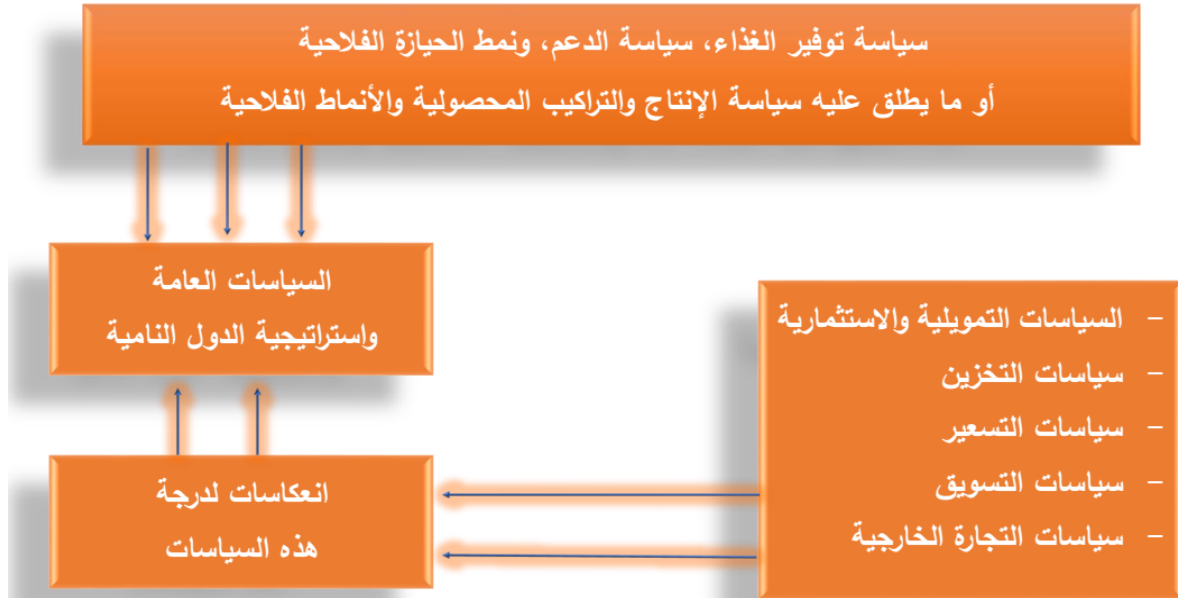 سياسة توفير الغذاء، سياسة الدعم، ونمط الحيازة الفلاحية
أو ما يطلق عليه سياسة الإنتاج والتراكيب المحصولية والأنماط الفلاحية
السياسات العامة
واستراتيجية الدول النامية
- السياسات التمويلية والاستثمارية
- سياسات التخزين
- سياسات التسعير
- سياسات التسويق
- سياسات التجارة الخارجية
انعكاسات لدرجة
هذه السياسات